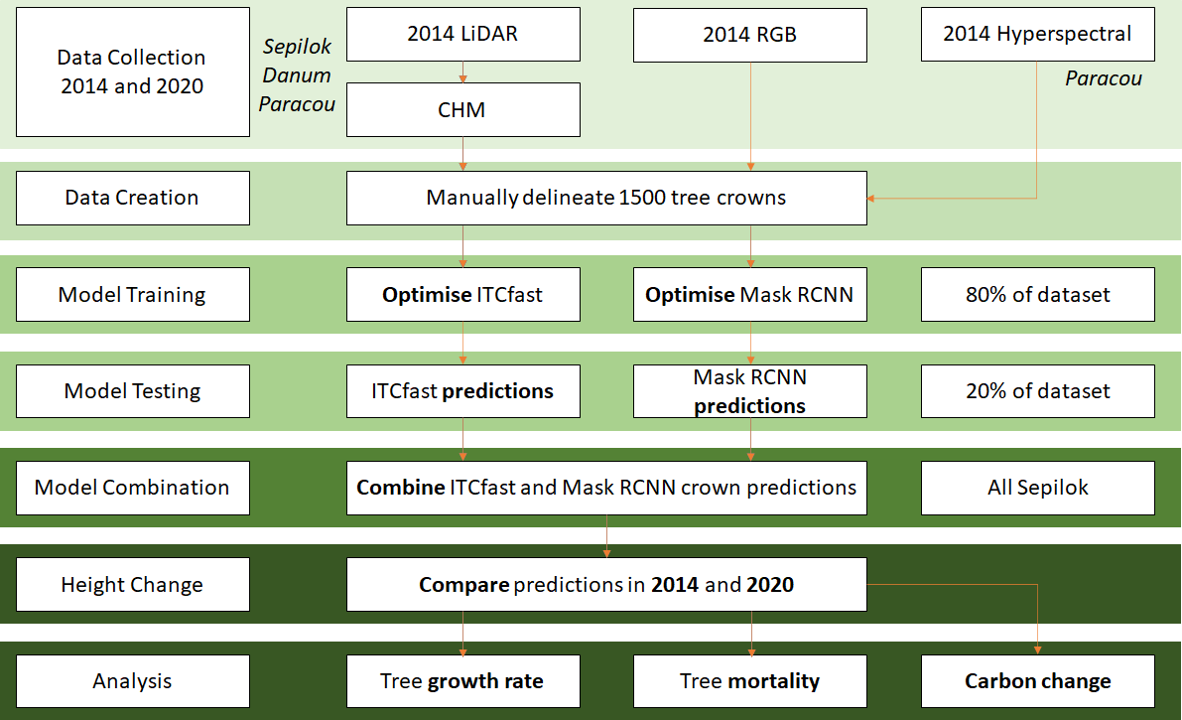 Data Collection
2014 and 2020
Sepilok
Danum
Paracou
2014 LiDAR
CHM
2014 RGB
2014 Hyperspectral
Paracou
Data Creation
Manually delineate 1500 tree crowns
Model Training
Optimise ITCfast
Optimise Mask RCNN
80% of dataset
Model Testing
ITCfast predictions
Mask RCNN
predictions
20% of dataset
Model Combination
Combine ITCfast and Mask RCNN crown predictions
All Sepilok
Height Change
Compare predictions in 2014 and 2020
Analysis
Tree growth rate
Tree mortality
Carbon change